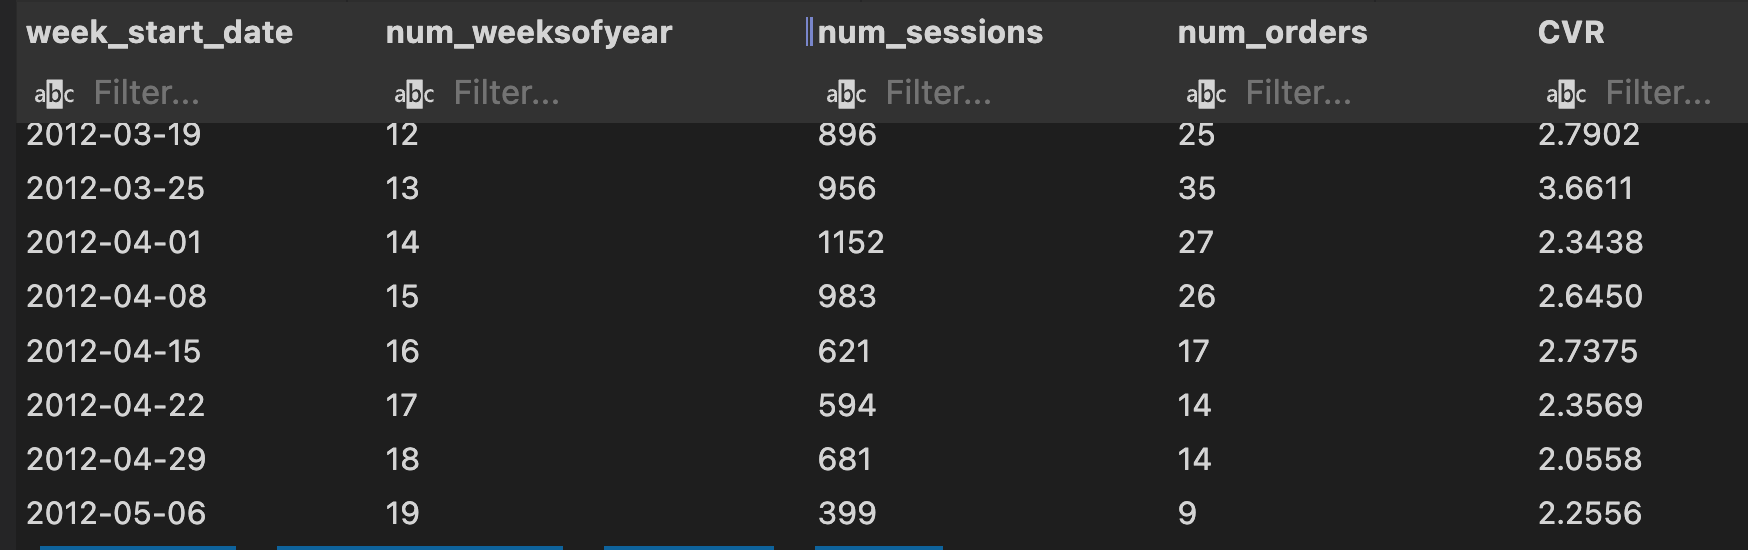 week_start_date num_weeksofyear num_sessions num_orders CVR
abc Filter... abc Filter... abc Filter... abc Filter... abc Filter...
2012-03-19 12 896 25 2.7902
2012-03-25 13 956 35 3.6611
2012-04-01 14 1152 27 2.3438
2012-04-08 15 983 26 2.6450
2012-04-15 16 621 17 2.7375
2012-04-22 17 594 14 2.3569
2012-04-29 18 681 14 2.0558
2012-05-06 19 399 9 2.2556